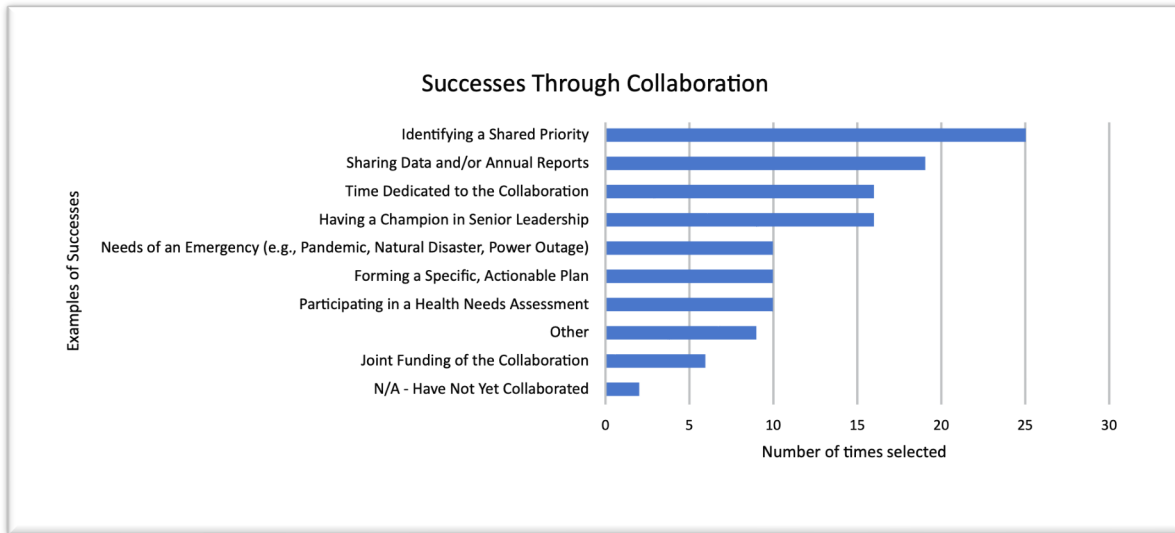 Successes Through Collaboration
Examples of Successes
Identifying a Shared Priority
Sharing Data and/or Annual Reports
Time Dedicated to the Collaboration
Having a Champion in Senior Leadership
Needs of an Emergency (e.g., Pandemic, Natural Disaster, Power Outage)
Forming a Specific, Actionable Plan
Participating in a Health Needs Assessment
Other
Joint Funding of the Collaboration
N/A - Have Not Yet Collaborated
0 5 10 15 20 25 30
Number of times selected